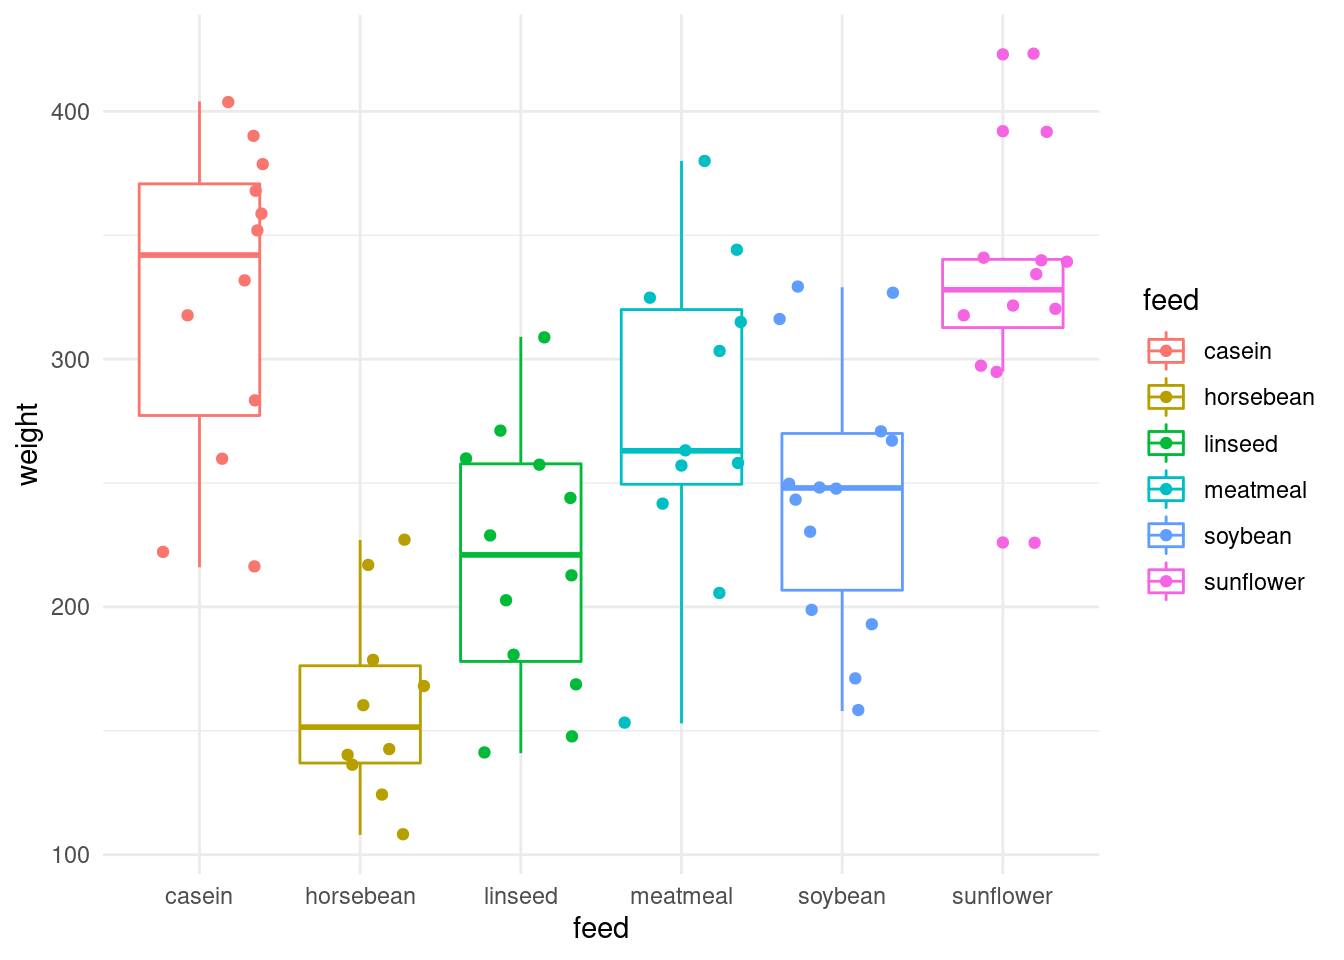 400
300
200
100
weight
casein
horsebean
linseed
meatmeal
soybean
sunflower
feed
feed
casein
horsebean
linseed
meatmeal
soybean
sunflower